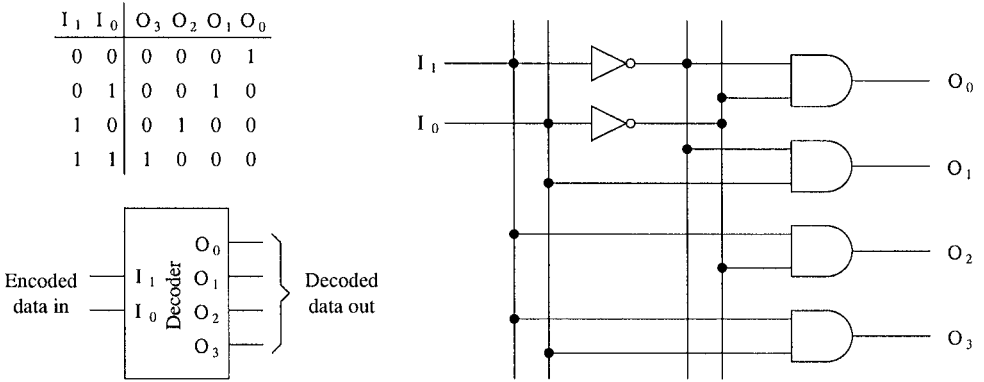 I₁ I₀ O₃ O₂ O₁ O₀
0 0 0 0 0 1
0 1 0 0 1 0
1 0 0 1 0 0
1 1 1 0 0 0
Encoded
data in
I₁
I₀
Decoder
O₀
O₁
O₂
O₃
Decoded
data out
I₁
I₀
O₀
O₁
O₂
O₃